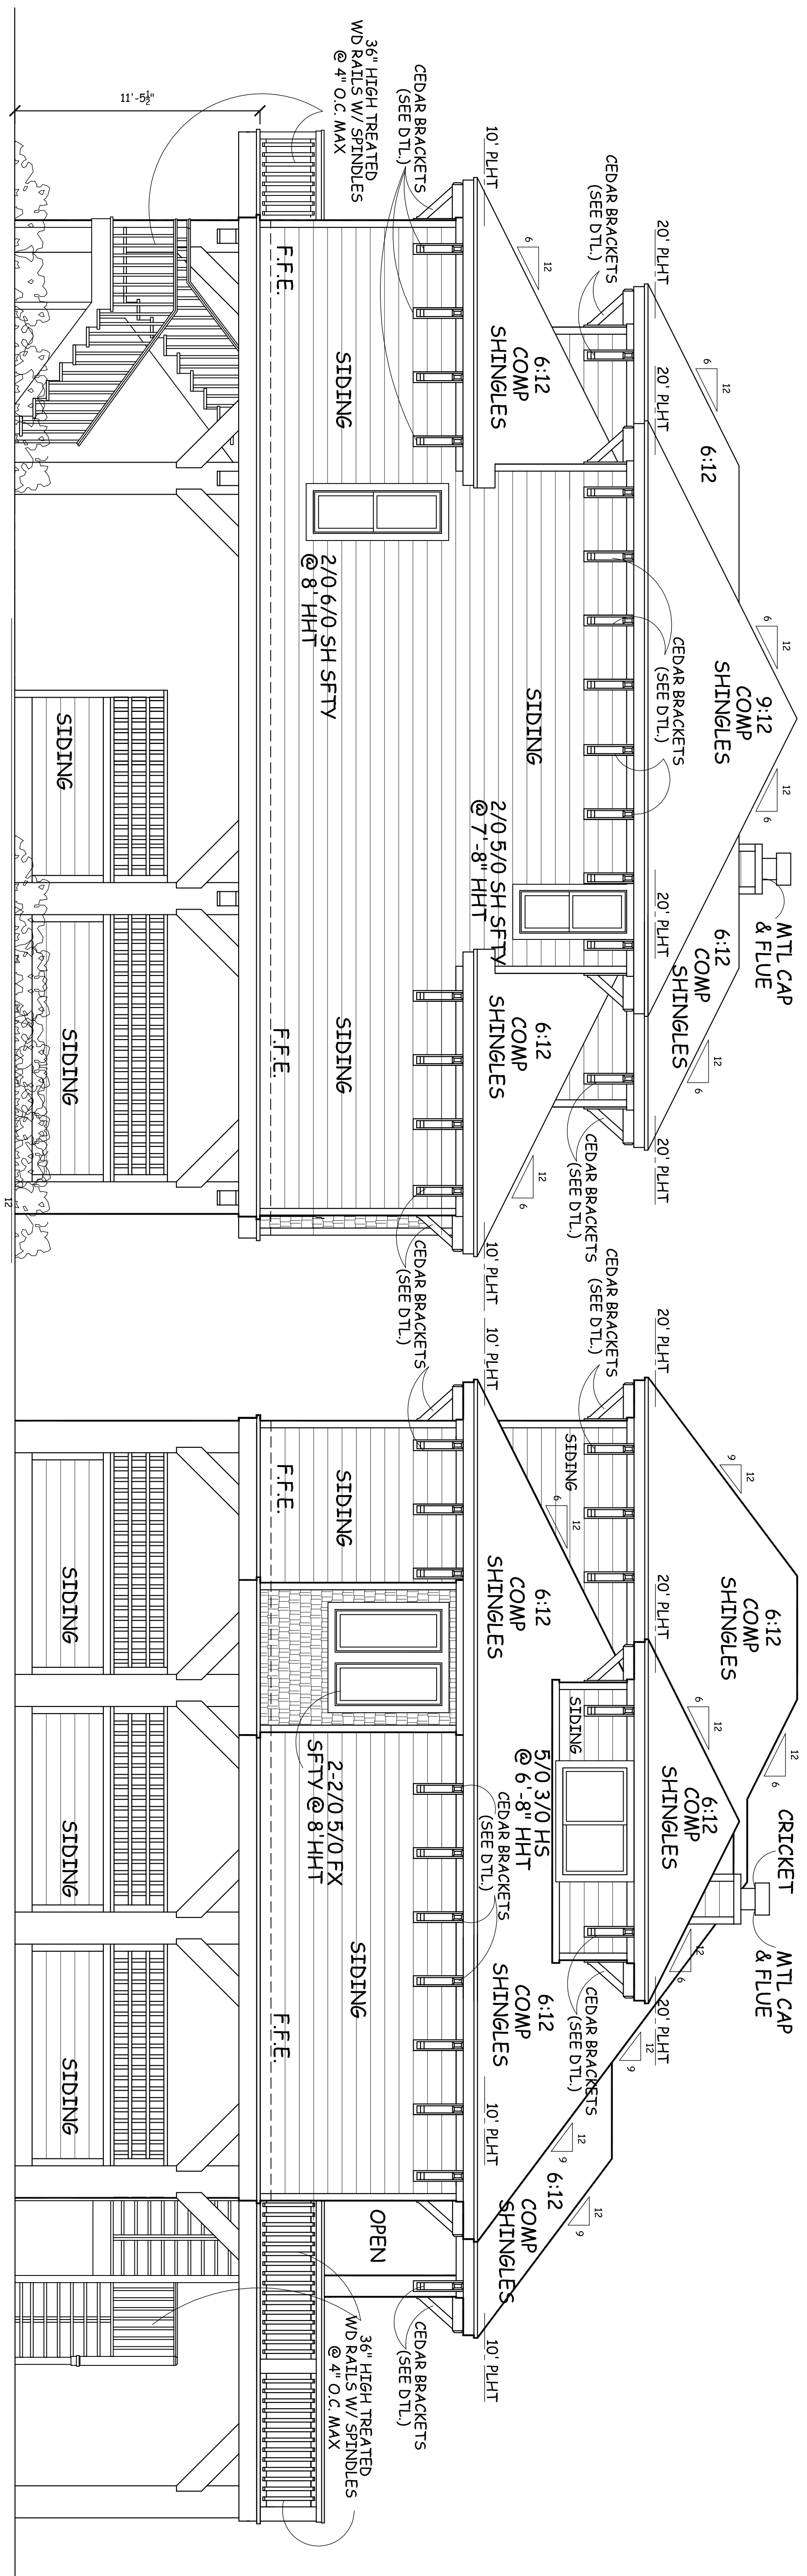 11'-5½"
36" HIGH TREATED
WD RAILS W/ SPINDLES
@ 4" O.C. MAX
CEDAR BRACKETS
(SEE DTL.)
10' PLHT
CEDAR BRACKETS
(SEE DTL.)
20' PLHT
20' PLHT
6
12
6
12
6:12
6:12
COMP
SHINGLES
F.F.E.
SIDING
2/0 6/0 SH SFTY
@ 8' HHT
6
12
9:12
COMP
SHINGLES
CEDAR BRACKETS
(SEE DTL.)
SIDING
12
6
2/0 5/0 SH SFTY
@ 7'-8" HHT
20' PLHT
MTL CAP
& FLUE
6:12
COMP
SHINGLES
12
6
6:12
COMP
SHINGLES
SIDING
F.F.E.
SIDING
SIDING
12
6
20' PLHT
CEDAR BRACKETS
(SEE DTL.)
10' PLHT
CEDAR BRACKETS
(SEE DTL.)
12
10' PLHT
CEDAR BRACKETS
(SEE DTL.)
20' PLHT
9
12
SIDING
6
12
20' PLHT
6:12
COMP
SHINGLES
F.F.E.
SIDING
6:12
COMP
SHINGLES
SIDING
6
12
12
6
SIDING
6:12
COMP
SHINGLES
5/0 3/0 HS
@ 6'-8" HHT
2-2/0 5/0 FX
SFTY @ 8'HHT
CEDAR BRACKETS
(SEE DTL.)
CRICKET
MTL CAP
& FLUE
12
6
20' PLHT
CEDAR BRACKETS
(SEE DTL.)
12
9
SIDING
6:12
COMP
SHINGLES
SIDING
F.F.E.
SIDING
10' PLHT
12
9
6:12
COMP
SHINGLES
12
9
OPEN
10' PLHT
CEDAR BRACKETS
(SEE DTL.)
36" HIGH TREATED
WD RAILS W/ SPINDLES
@ 4" O.C. MAX